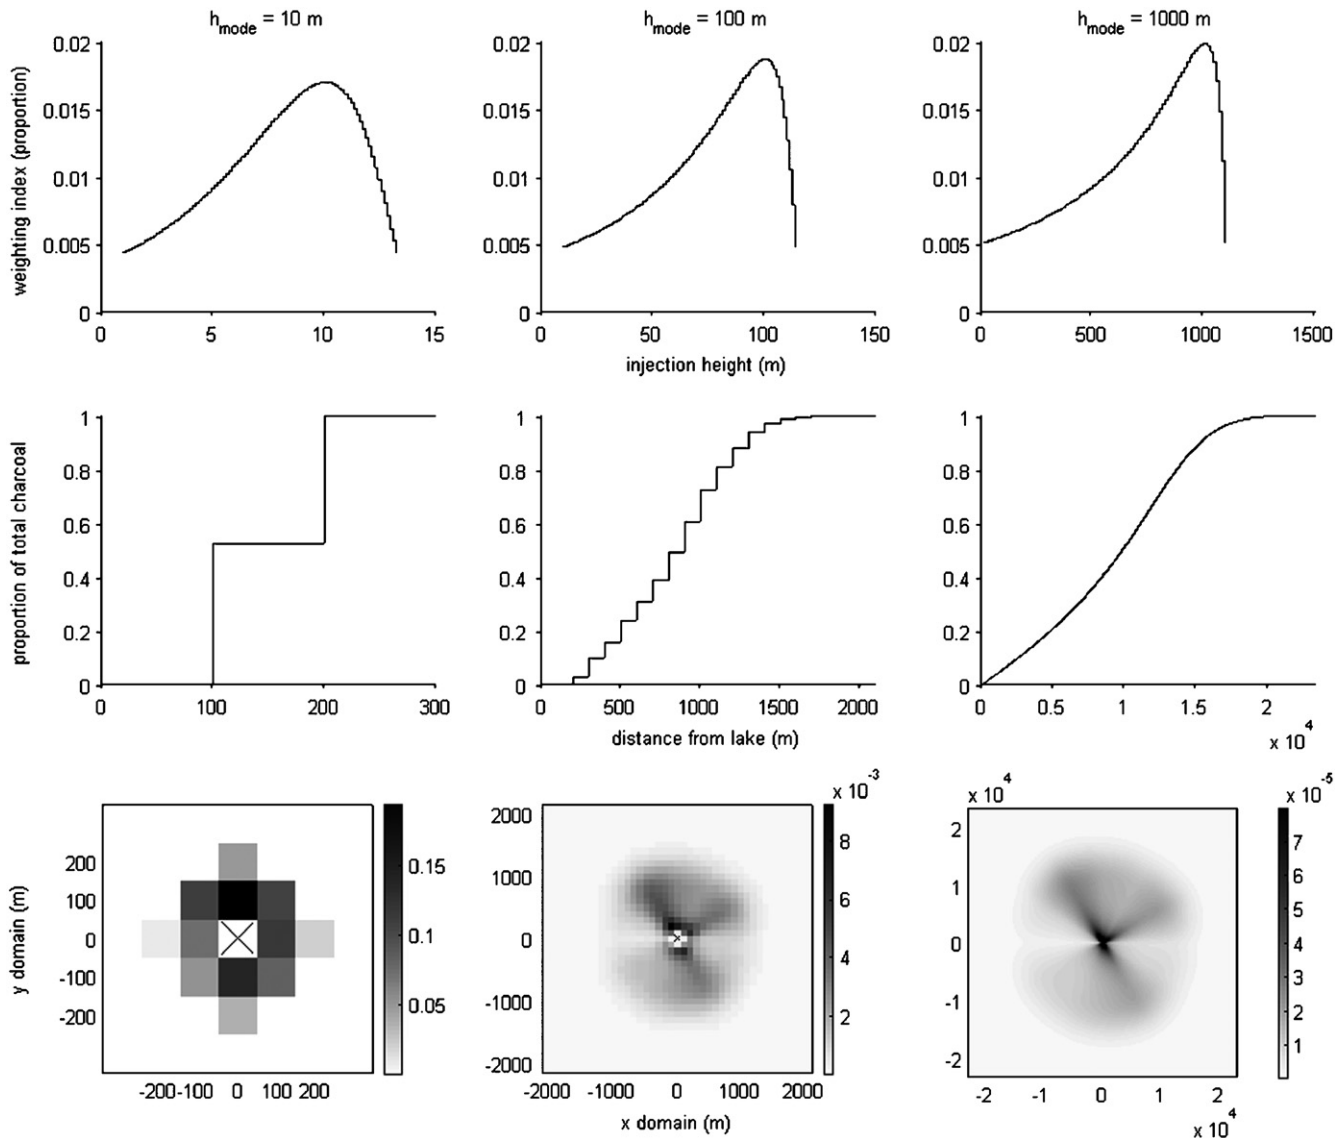 h_mode = 10 m h_mode = 100 m h_mode = 1000 m
weighting index (proportion)
0.02 0.02 0.02
0.015 0.015 0.015
0.01 0.01 0.01
0.005 0.005 0.005
0 0 0
0 5 10 15 0 50 100 150 0 500 1000 1500
injection height (m)
proportion of total charcoal
1 1 1
0.8 0.8 0.8
0.6 0.6 0.6
0.4 0.4 0.4
0.2 0.2 0.2
0 0 0
0 100 200 300 0 500 1000 1500 2000 0 0.5 1 1.5 2
x 10^4
distance from lake (m)
y domain (m)
200
100
0
-100
-200
-200 -100 0 100 200
0.15
0.1
0.05
2000
1000
0
-1000
-2000
-2000 -1000 0 1000 2000
x 10^-3
8
6
4
2
x domain (m)
x 10^4
2
1
0
-1
-2
-2 -1 0 1 2
x 10^4
x 10^-5
7
6
5
4
3
2
1